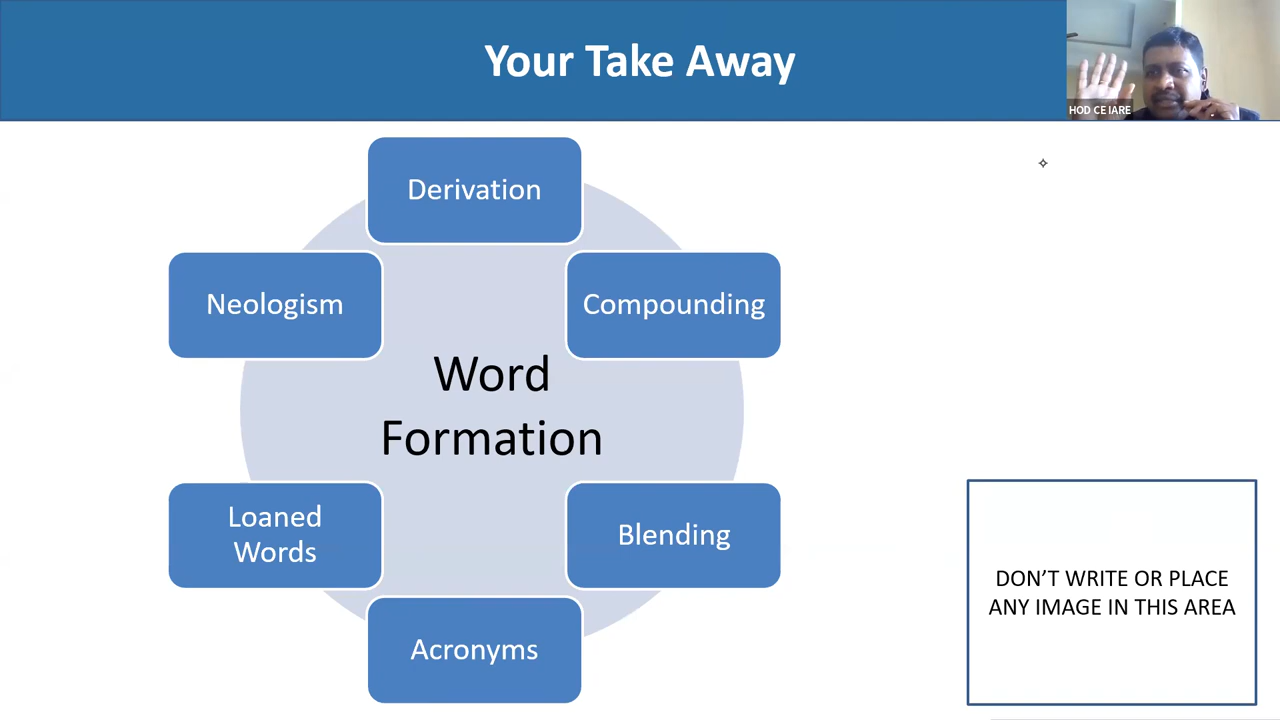 Your Take Away
HOD CE IARE
Derivation
Neologism
Compounding
Word
Formation
Loaned
Words
Blending
Acronyms
DON'T WRITE OR PLACE
ANY IMAGE IN THIS AREA